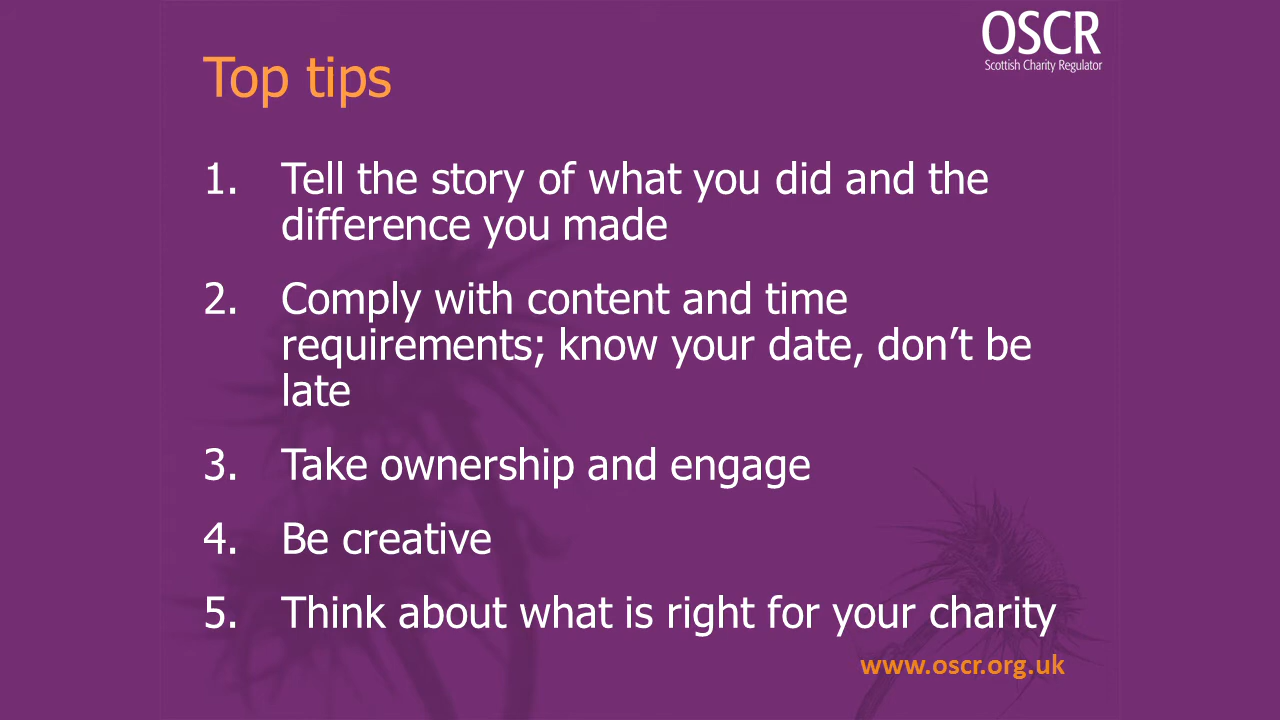 OSCR
Scottish Charity Regulator
Top tips
1. Tell the story of what you did and the
difference you made
2. Comply with content and time
requirements; know your date, don’t be
late
3. Take ownership and engage
4. Be creative
5. Think about what is right for your charity
www.oscr.org.uk